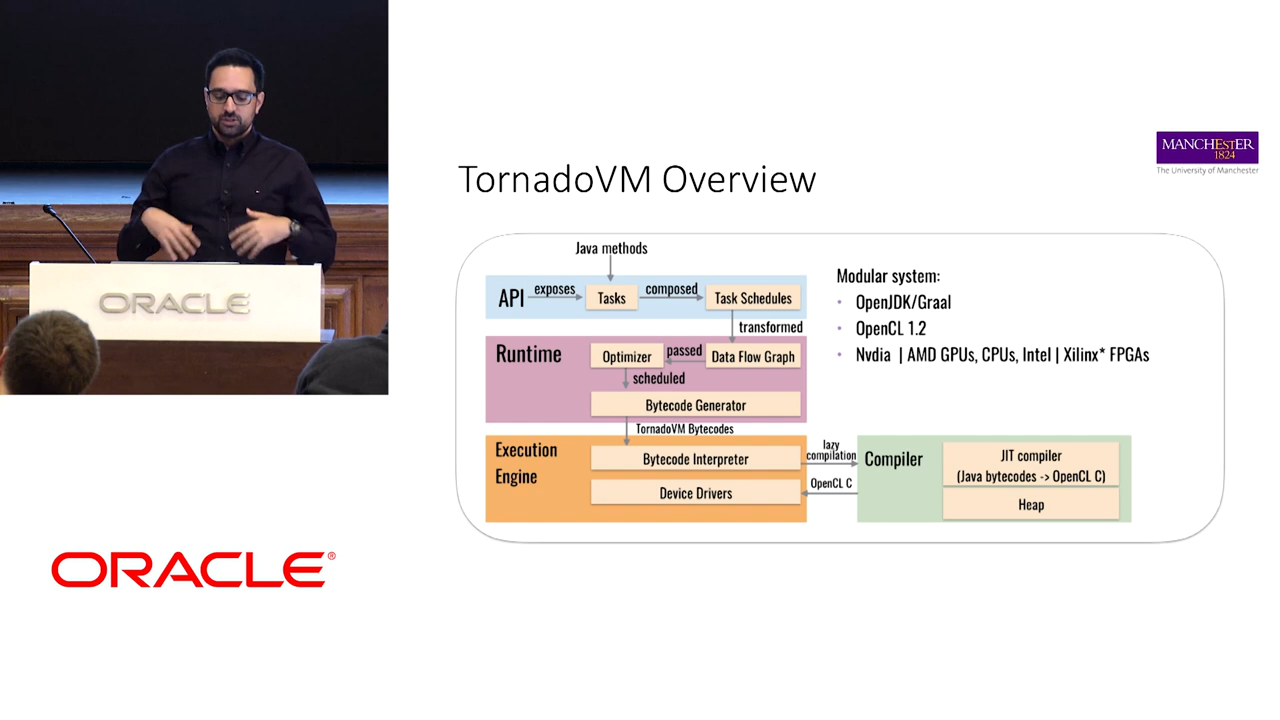 ORACLE
ORACLE®
MANCHESTER
1824
The University of Manchester
TornadoVM Overview
Java methods
API
exposes
Tasks
composed
Task Schedules
transformed
Runtime
Optimizer
passed
Data Flow Graph
scheduled
Bytecode Generator
TornadoVM Bytecodes
Execution
Engine
Bytecode Interpreter
Device Drivers
lazy
compilation
OpenCL C
Compiler
JIT compiler
(Java bytecodes -> OpenCL C)
Heap
Modular system:
• OpenJDK/Graal
• OpenCL 1.2
• Nvdia | AMD GPUs, CPUs, Intel | Xilinx* FPGAs